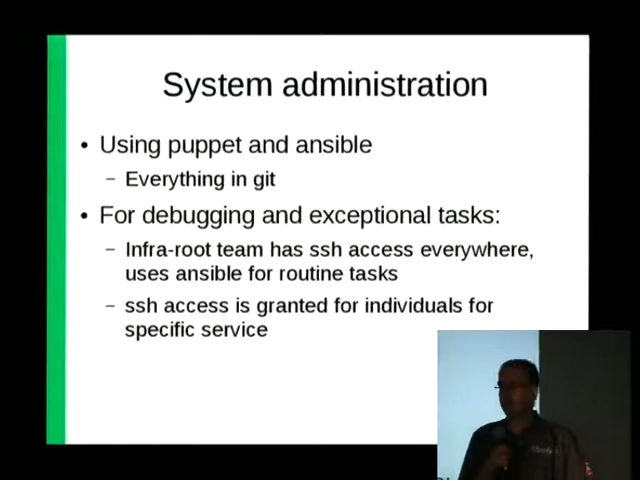 System administration
• Using puppet and ansible
– Everything in git
• For debugging and exceptional tasks:
– Infra-root team has ssh access everywhere,
uses ansible for routine tasks
– ssh access is granted for individuals for
specific service